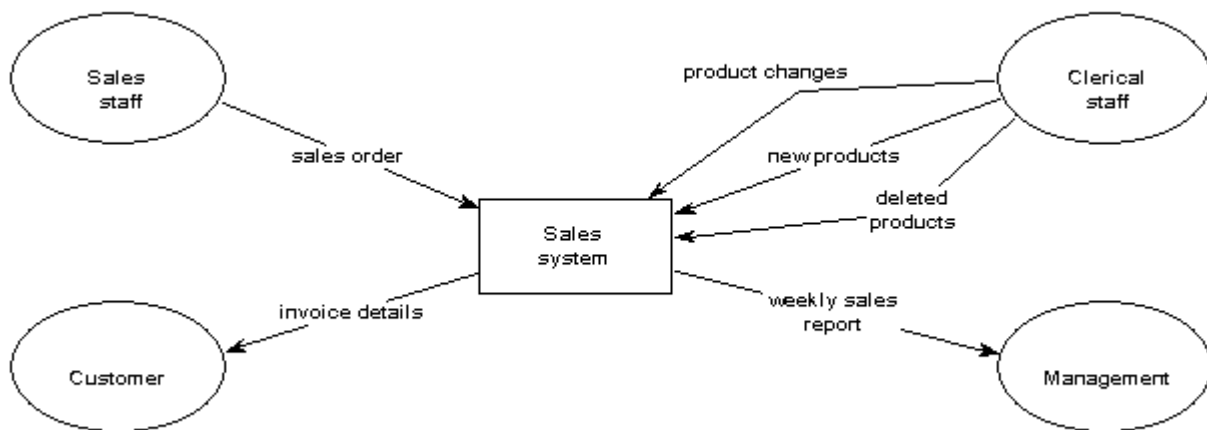 Sales
staff
product changes
Clerical
staff
sales order
new products
deleted
products
Sales
system
invoice details
weekly sales
report
Customer
Management